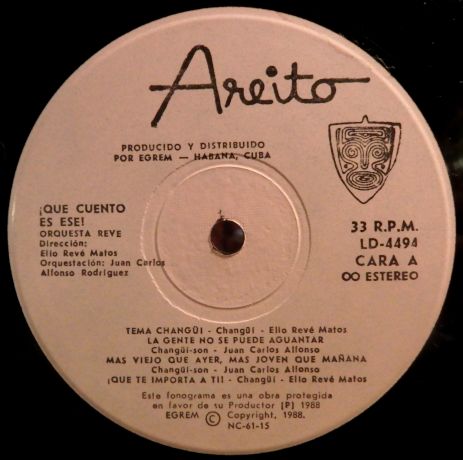 Areito
PRODUCIDO Y DISTRIBUIDO
POR EGREM — HABANA, CUBA
¡QUE CUENTO
ES ESE!
ORQUESTA REVE
Dirección:
Elio Revé Matos
Orquestación: Juan Carlos
Alfonso Rodríguez
33 R.P.M.
LD-4494
CARA A
∞ ESTEREO
TEMA CHANGÜI - Changüi - Elio Revé Matos
LA GENTE NO SE PUEDE AGUANTAR
Changüi-son - Juan Carlos Alfonso
MAS VIEJO QUE AYER, MAS JOVEN QUE MAÑANA
Changüi-son - Juan Carlos Alfonso
¡QUE TE IMPORTA A TI! - Changüi - Elio Revé Matos
Este fonograma es una obra protegida
en favor de su Productor [P] 1988
EGREM © Copyright, 1988.
NC-61-15